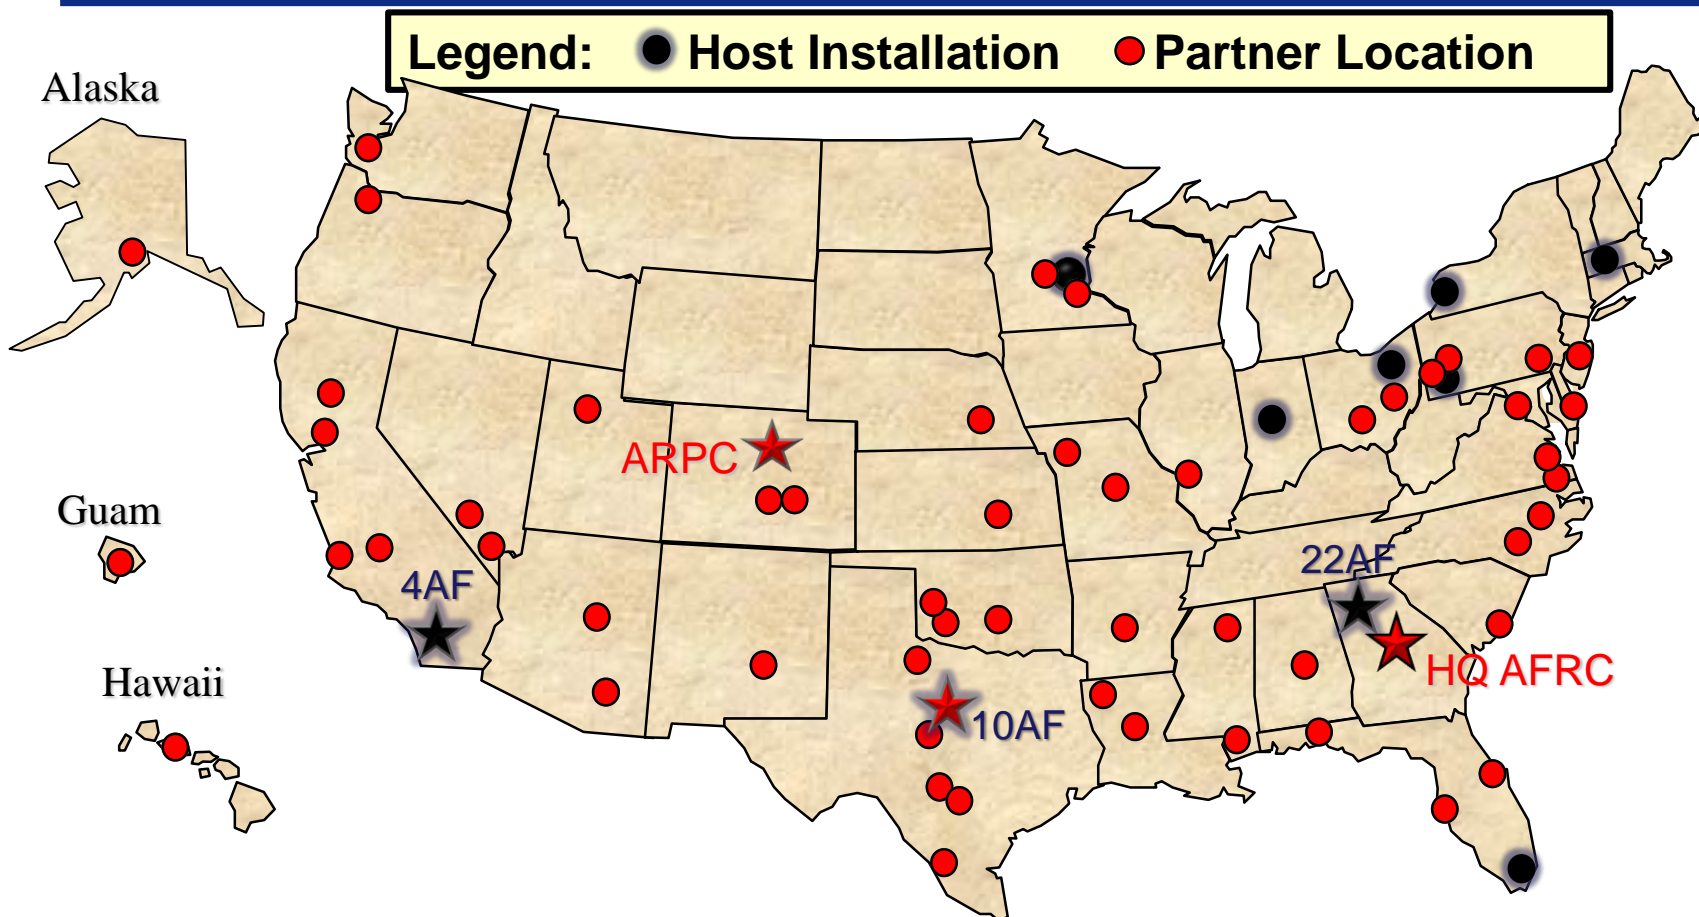 Legend: Host Installation Partner Location
Alaska
ARPC
Guam
4AF
22AF
HQ AFRC
Hawaii
10AF